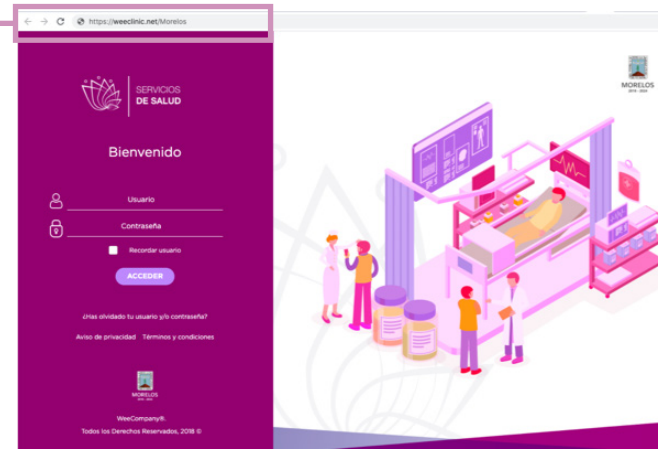 https://weeclinic.net/Morelos
SERVICIOS
DE SALUD
MORELOS
Bienvenido
Usuario
Contraseña
Recordar usuario
ACCEDER
¿Has olvidado tu usuario y/o contraseña?
Aviso de privacidad Términos y condiciones
MORELOS
WeeCompany®.
Todos los Derechos Reservados, 2018 ©